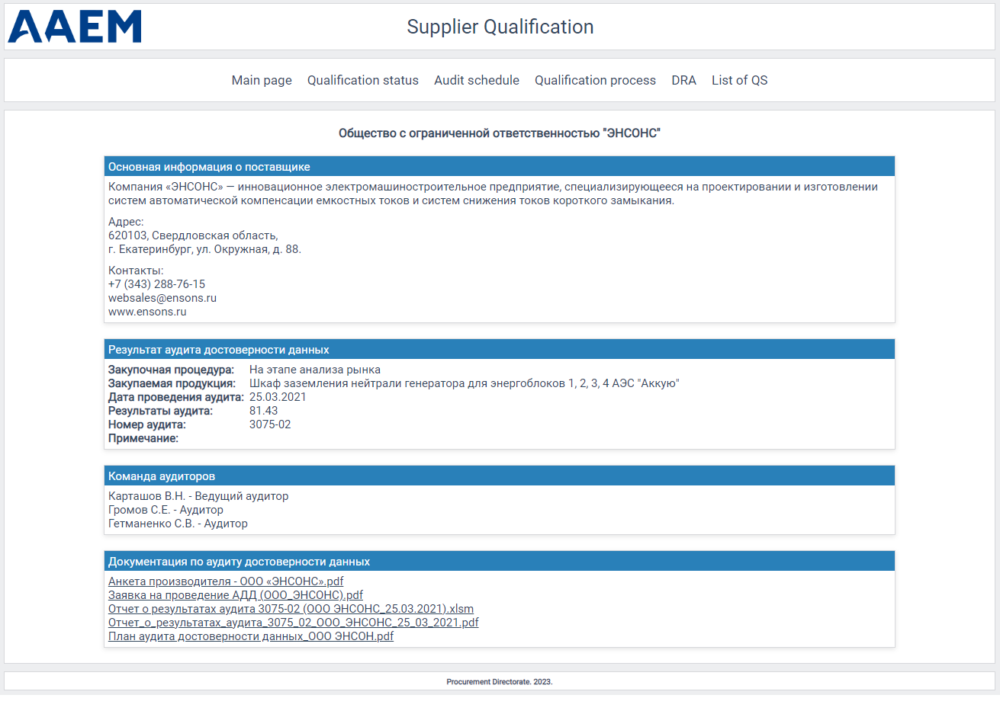 AAEM
Supplier Qualification
Main page Qualification status Audit schedule Qualification process DRA List of QS
Общество с ограниченной ответственностью "ЭНСОНС"
Основная информация о поставщике
Компания «ЭНСОНС» — инновационное электромашиностроительное предприятие, специализирующееся на проектировании и изготовлении
систем автоматической компенсации емкостных токов и систем снижения токов короткого замыкания.
Адрес:
620103, Свердловская область,
г. Екатеринбург, ул. Окружная, д. 88.
Контакты:
+7 (343) 288-76-15
websales@ensons.ru
www.ensons.ru
Результат аудита достоверности данных
Закупочная процедура: На этапе анализа рынка
Закупаемая продукция: Шкаф заземления нейтрали генератора для энергоблоков 1, 2, 3, 4 АЭС "Аккую"
Дата проведения аудита: 25.03.2021
Результаты аудита: 81.43
Номер аудита: 3075-02
Примечание:
Команда аудиторов
Карташов В.Н. - Ведущий аудитор
Громов С.Е. - Аудитор
Гетманенко С.В. - Аудитор
Документация по аудиту достоверности данных
Анкета производителя - ООО «ЭНСОНС».pdf
Заявка на проведение АДД (ООО_ЭНСОНС).pdf
Отчет о результатах аудита 3075-02 (ООО ЭНСОНС_25.03.2021).xlsm
Отчет_о_результатах_аудита_3075_02_ООО_ЭНСОНС_25_03_2021.pdf
План аудита достоверности данных_ООО ЭНСОН.pdf
Procurement Directorate. 2023.